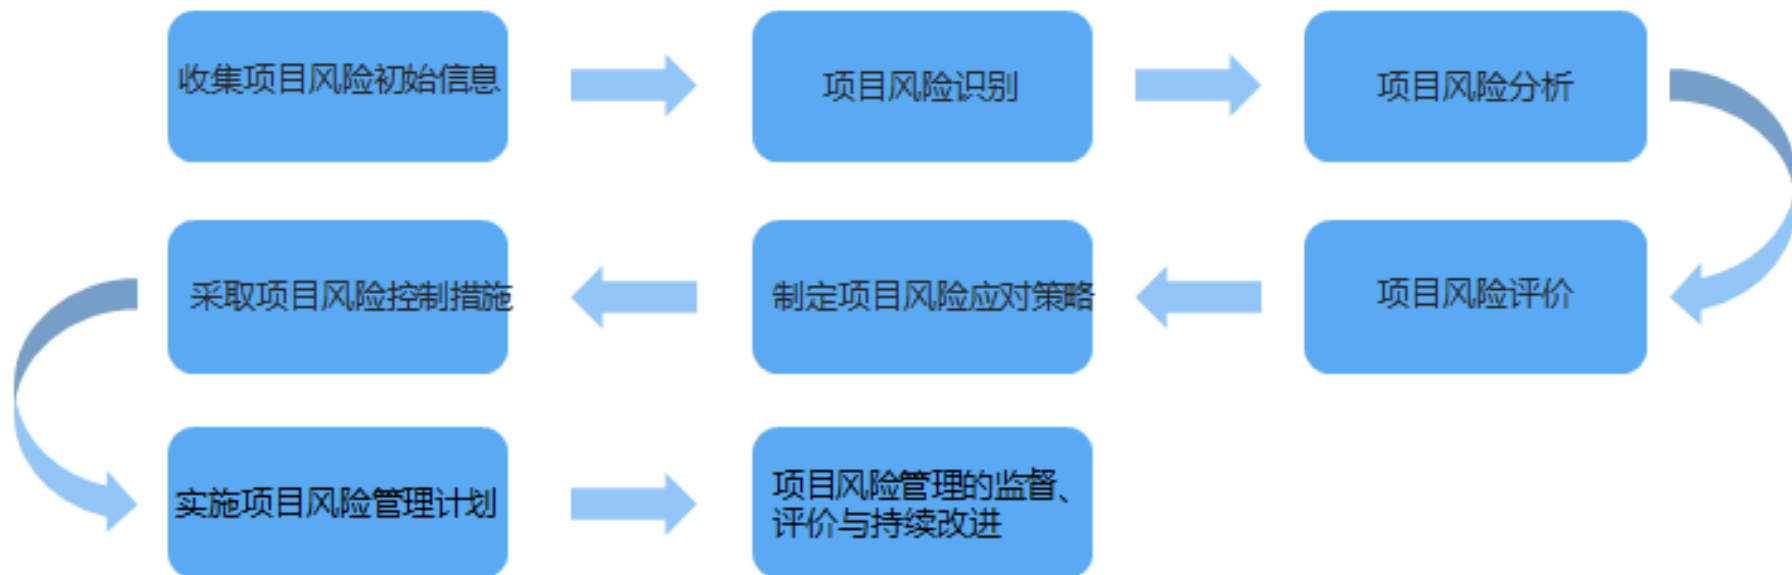 收集项目风险初始信息
项目风险识别
项目风险分析
项目风险评价
制定项目风险应对策略
采取项目风险控制措施
实施项目风险管理计划
项目风险管理的监督、
评价与持续改进